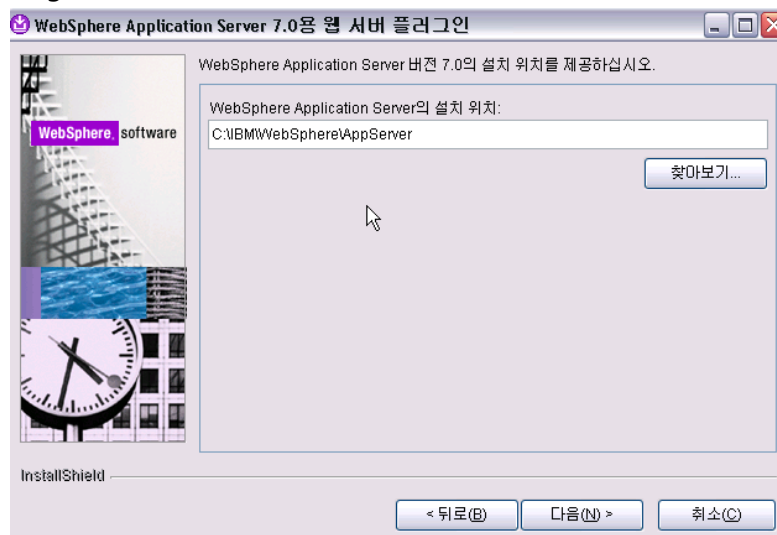 WebSphere Application Server 7.0용 웹 서버 플러그인
WebSphere Application Server 버전 7.0의 설치 위치를 제공하십시오.
WebSphere Application Server의 설치 위치:
WebSphere. software
C:\IBM\WebSphere\AppServer
찾아보기...
InstallShield
< 뒤로(B)
다음(N) >
취소(C)